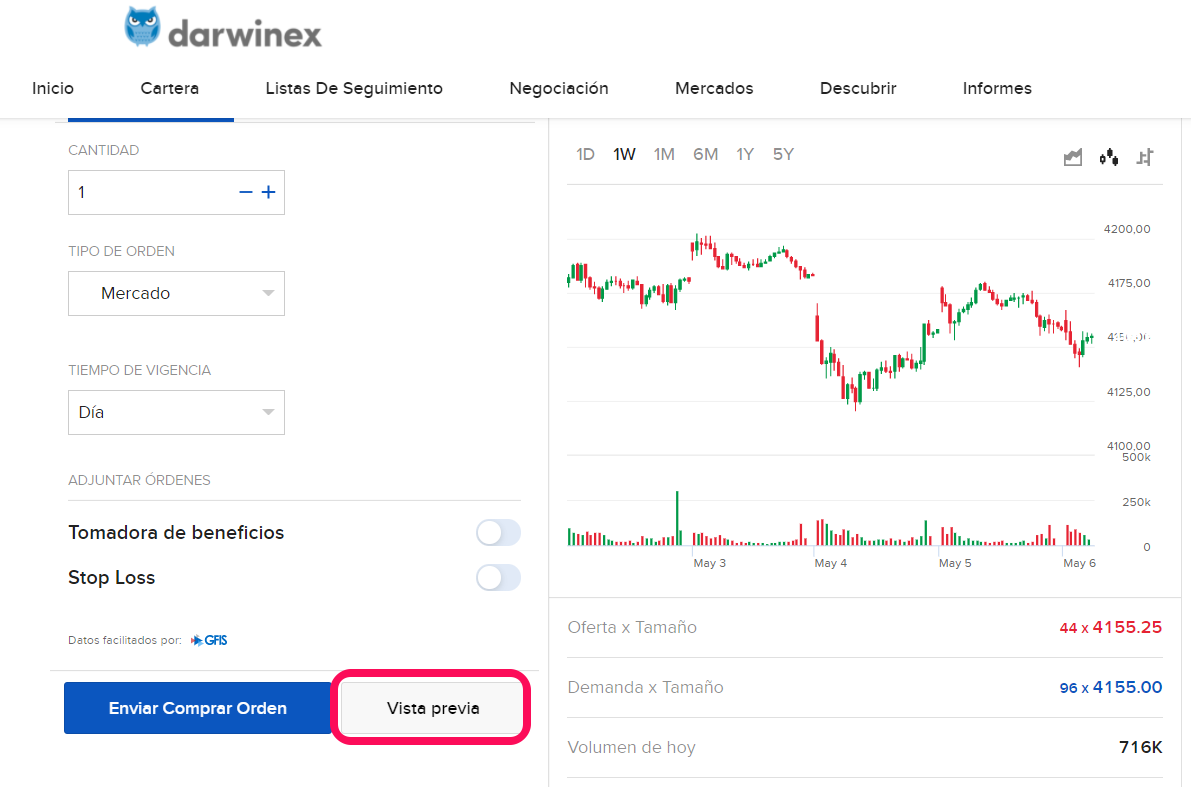 darwinex
Inicio Cartera Listas De Seguimiento Negociación Mercados Descubrir Informes
CANTIDAD
1
TIPO DE ORDEN
Mercado
TIEMPO DE VIGENCIA
Día
ADJUNTAR ÓRDENES
Tomadora de beneficios
Stop Loss
Datos facilitados por: GFIS
Enviar Comprar Orden Vista previa
1D 1W 1M 6M 1Y 5Y
4200,00
4175,00
4125,00
4100,00
500k
250k
0
May 3 May 4 May 5 May 6
Oferta x Tamaño 44 x 4155.25
Demanda x Tamaño 96 x 4155.00
Volumen de hoy 716K